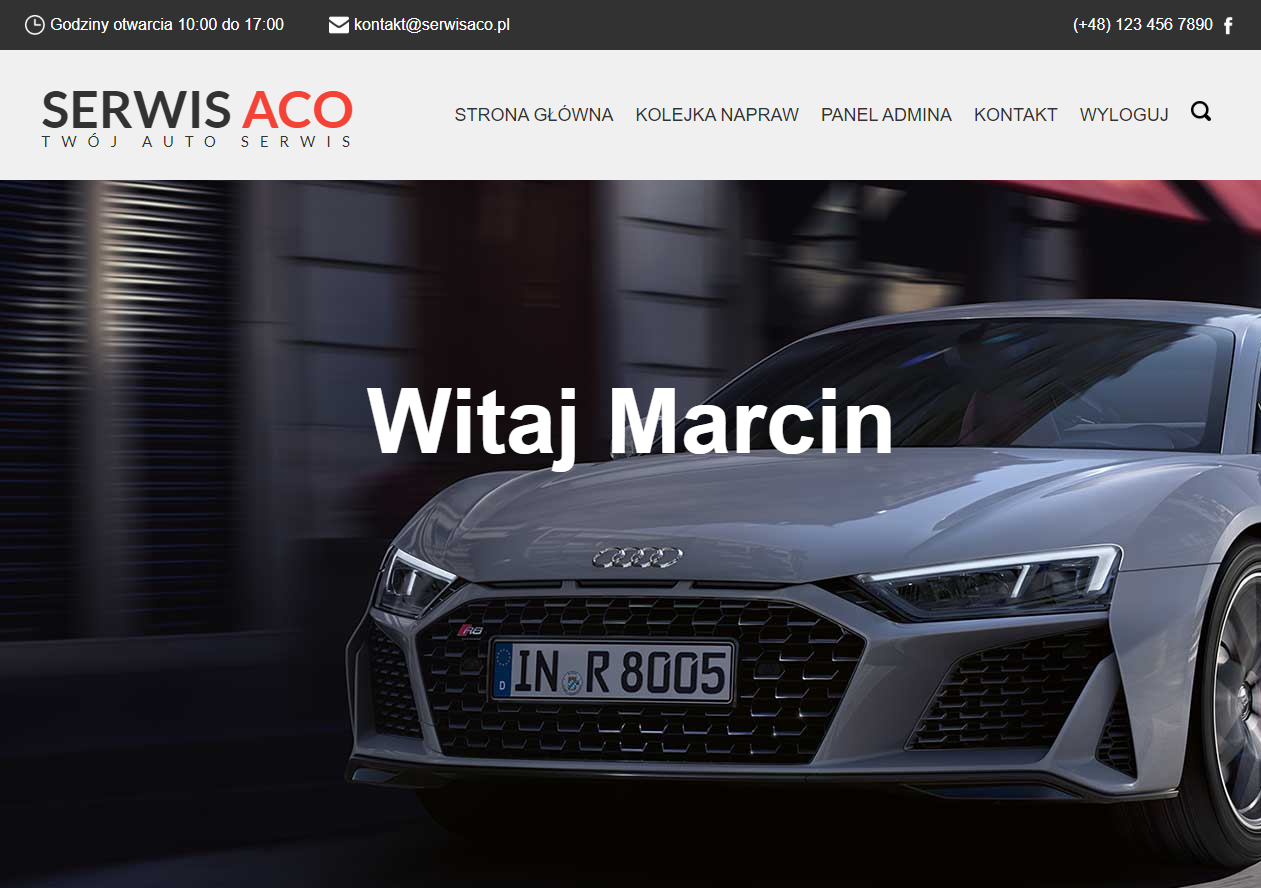 Godziny otwarcia 10:00 do 17:00
kontakt@serwisaco.pl
(+48) 123 456 7890
SERWIS ACO
TWÓJ AUTO SERWIS
STRONA GŁÓWNA
KOLEJKA NAPRAW
PANEL ADMINA
KONTAKT
WYLOGUJ
Witaj Marcin
R8
D
IN R 8005